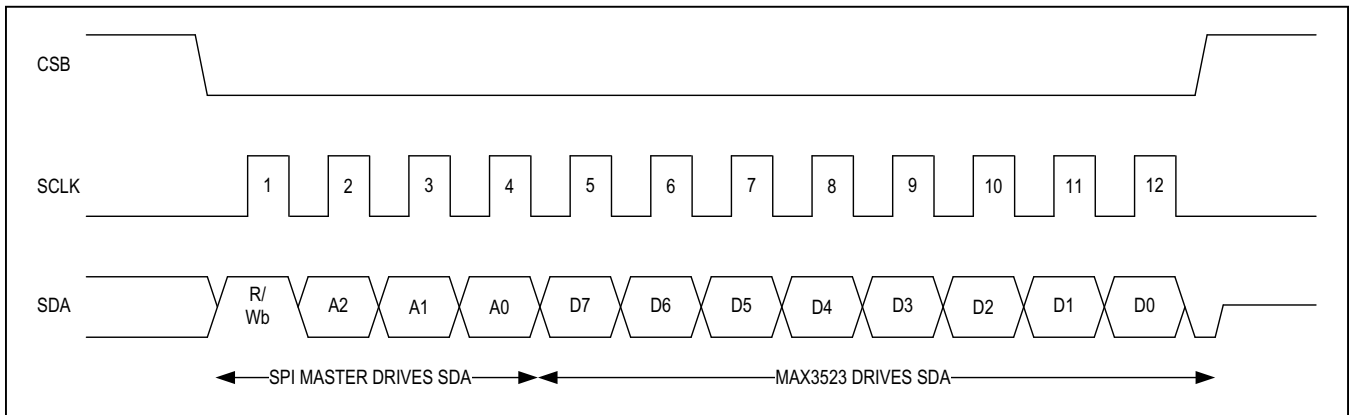 CSB
SCLK
1 2 3 4 5 6 7 8 9 10 11 12
SDA
R/
Wb
A2 A1 A0 D7 D6 D5 D4 D3 D2 D1 D0
SPI MASTER DRIVES SDA
MAX3523 DRIVES SDA